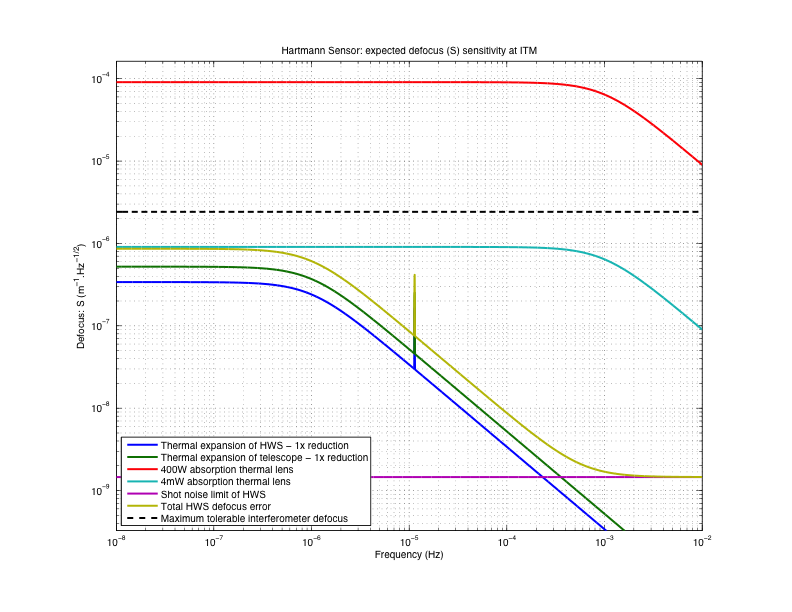 Hartmann Sensor: expected defocus (S) sensitivity at ITM
10⁻⁴
10⁻⁵
10⁻⁶
10⁻⁷
10⁻⁸
10⁻⁹
Defocus: S (m⁻¹.Hz⁻¹/²)
Thermal expansion of HWS − 1x reduction
Thermal expansion of telescope − 1x reduction
400W absorption thermal lens
4mW absorption thermal lens
Shot noise limit of HWS
Total HWS defocus error
Maximum tolerable interferometer defocus
10⁻⁸ 10⁻⁷ 10⁻⁶ 10⁻⁵ 10⁻⁴ 10⁻³ 10⁻²
Frequency (Hz)